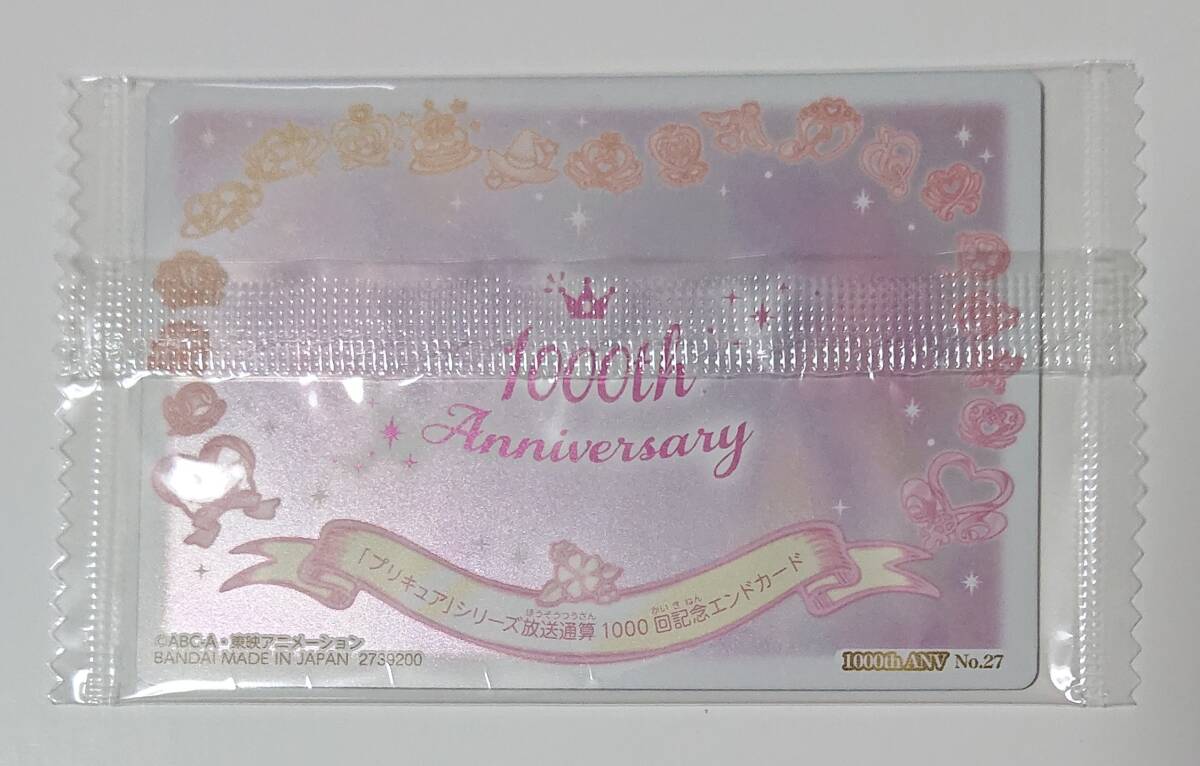 1000th
Anniversary
「プリキュア」シリーズ放送通算1000回記念エンドカード
ほうそうつうさん
かいきねん
©ABC-A・東映アニメーション
BANDAI MADE IN JAPAN 2739200
1000th ANV No.27